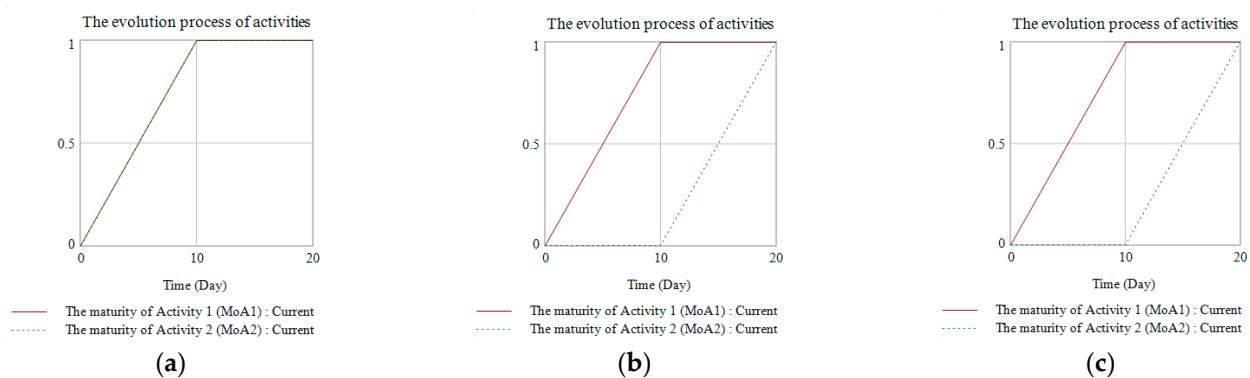 The evolution process of activities
1
0.5
0
0 10 20
Time (Day)
The maturity of Activity 1 (MoA1) : Current
The maturity of Activity 2 (MoA2) : Current
(a)
The evolution process of activities
1
0.5
0
0 10 20
Time (Day)
The maturity of Activity 1 (MoA1) : Current
The maturity of Activity 2 (MoA2) : Current
(b)
The evolution process of activities
1
0.5
0
0 10 20
Time (Day)
The maturity of Activity 1 (MoA1) : Current
The maturity of Activity 2 (MoA2) : Current
(c)